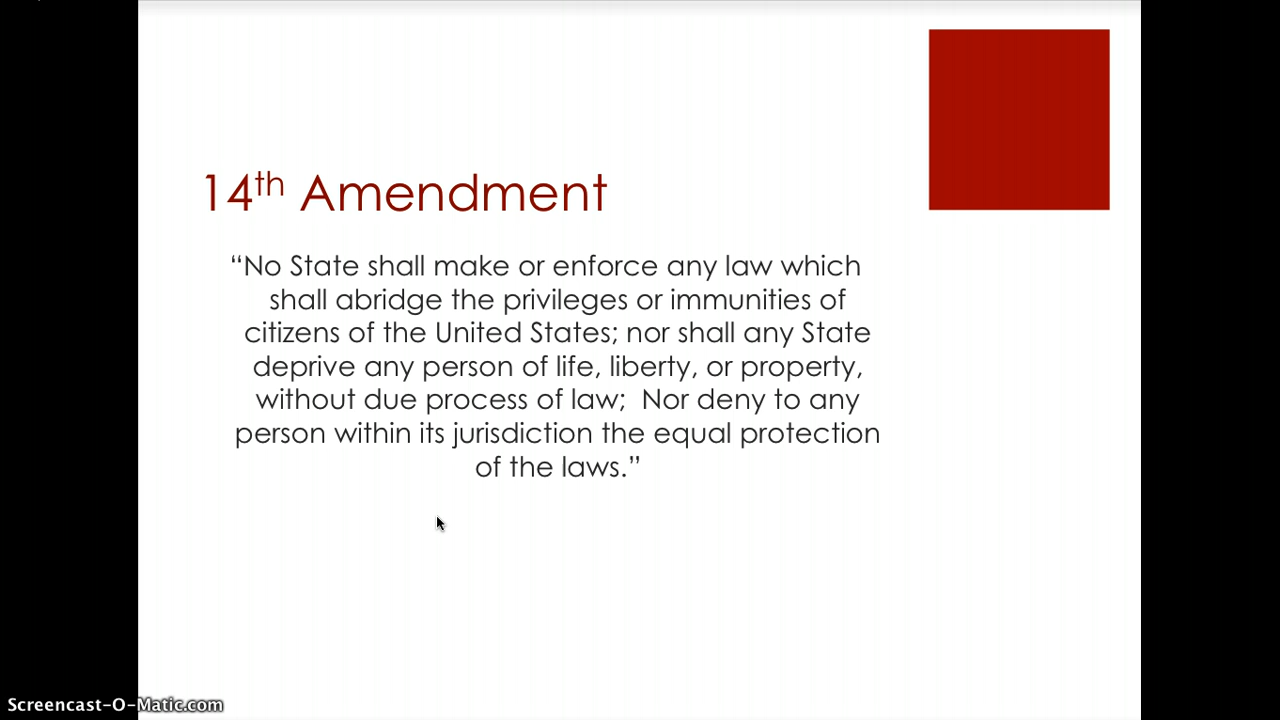 14th Amendment
“No State shall make or enforce any law which
shall abridge the privileges or immunities of
citizens of the United States; nor shall any State
deprive any person of life, liberty, or property,
without due process of law;  Nor deny to any
person within its jurisdiction the equal protection
of the laws.”
Screencast-O-Matic.com